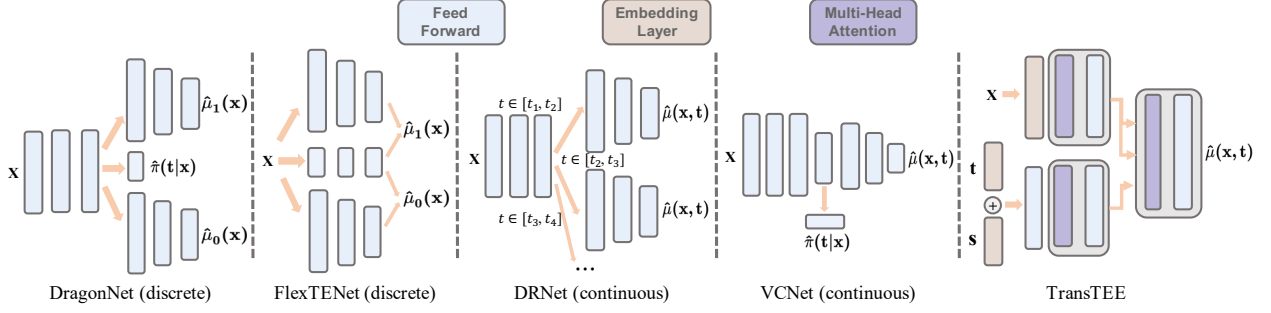 Feed
Forward
Embedding
Layer
Multi-Head
Attention
x
μ̂₁(x)
π̂(t|x)
μ̂₀(x)
DragonNet (discrete)
x
μ̂₁(x)
μ̂₀(x)
FlexTENet (discrete)
x
t ∈ [t₁, t₂]
t ∈ [t₂, t₃]
t ∈ [t₃, t₄]
μ̂(x, t)
μ̂(x, t)
...
DRNet (continuous)
x
μ̂(x, t)
π̂(t|x)
VCNet (continuous)
x
t
+
s
μ̂(x, t)
TransTEE